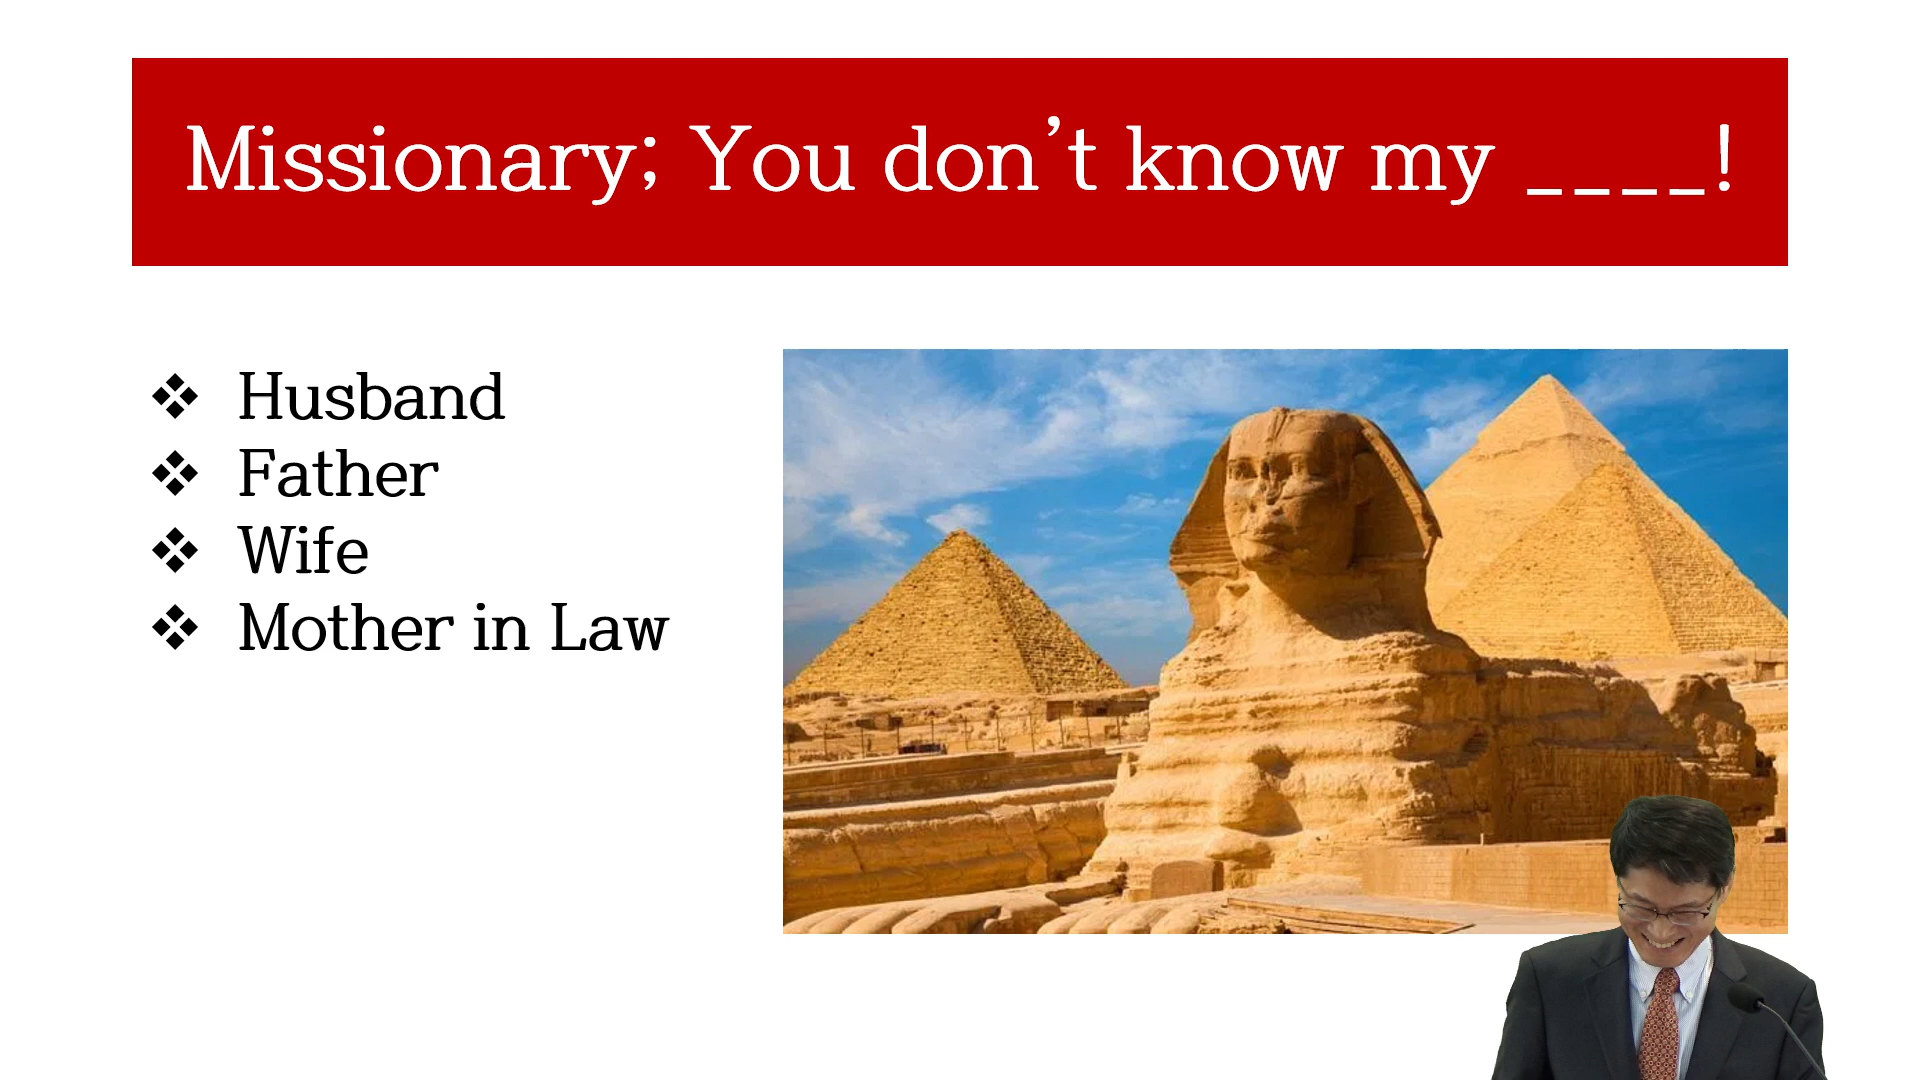 Missionary; You don't know my ____!
❖ Husband
❖ Father
❖ Wife
❖ Mother in Law